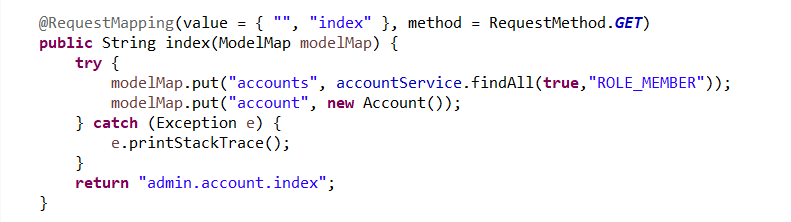 @RequestMapping(value = { "", "index" }, method = RequestMethod.GET)
public String index(ModelMap modelMap) {
    try {
        modelMap.put("accounts", accountService.findAll(true,"ROLE_MEMBER"));
        modelMap.put("account", new Account());
    } catch (Exception e) {
        e.printStackTrace();
    }
    return "admin.account.index";
}